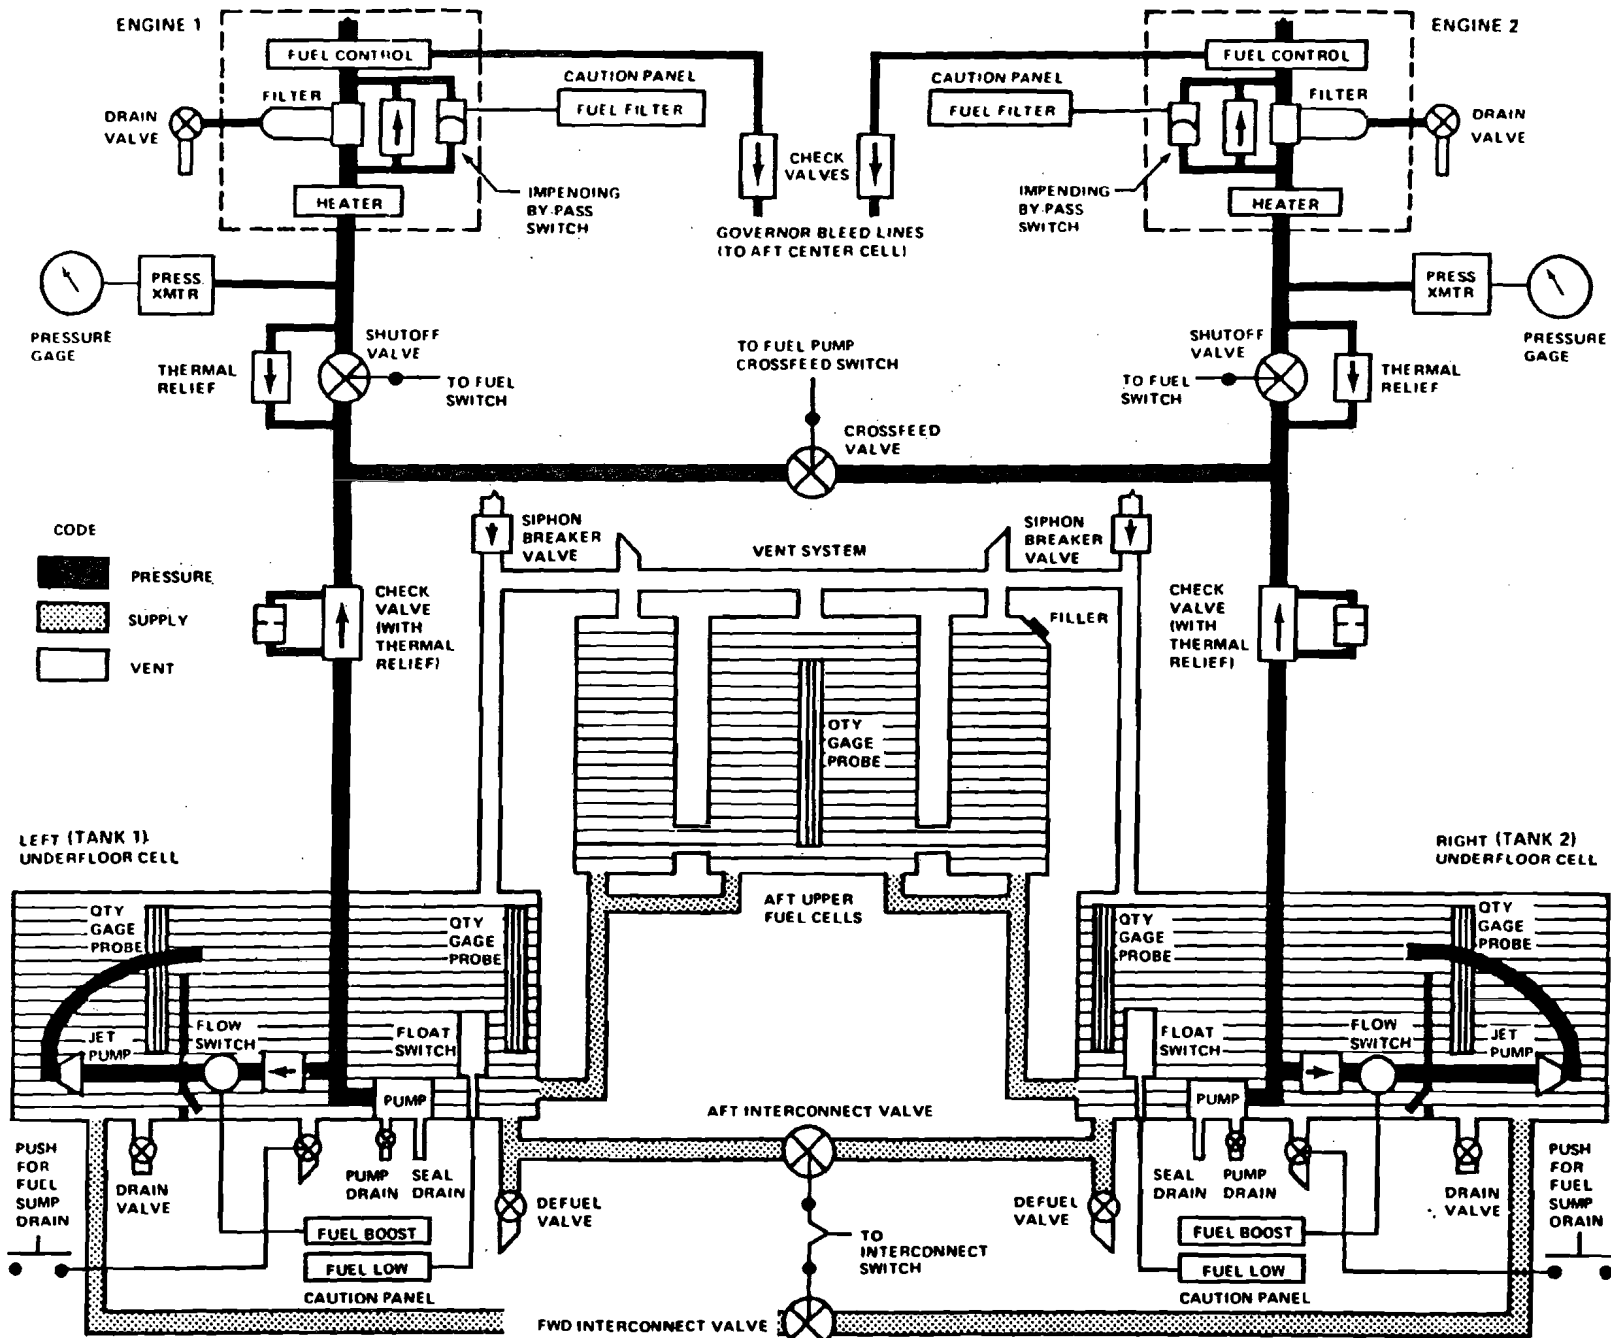 ENGINE 1
ENGINE 2
FUEL CONTROL
FUEL CONTROL
CAUTION PANEL
CAUTION PANEL
FILTER
FUEL FILTER
FUEL FILTER
FILTER
DRAIN
VALVE
DRAIN
VALVE
CHECK
VALVES
HEATER
IMPENDING
BY-PASS
SWITCH
IMPENDING
BY-PASS
SWITCH
HEATER
GOVERNOR BLEED LINES
(TO AFT CENTER CELL)
PRESS
XMTR
PRESS
XMTR
PRESSURE
GAGE
PRESSURE
GAGE
SHUTOFF
VALVE
SHUTOFF
VALVE
TO FUEL PUMP
CROSSFEED SWITCH
THERMAL
RELIEF
TO FUEL
SWITCH
TO FUEL
SWITCH
THERMAL
RELIEF
CROSSFEED
VALVE
CODE
PRESSURE
SUPPLY
VENT
SIPHON
BREAKER
VALVE
VENT SYSTEM
SIPHON
BREAKER
VALVE
CHECK
VALVE
(WITH
THERMAL
RELIEF)
CHECK
VALVE
(WITH
THERMAL
RELIEF)
FILLER
QTY
GAGE
PROBE
LEFT (TANK 1)
UNDERFLOOR CELL
RIGHT (TANK 2)
UNDERFLOOR CELL
AFT UPPER
FUEL CELLS
QTY
GAGE
PROBE
QTY
GAGE
PROBE
QTY
GAGE
PROBE
QTY
GAGE
PROBE
JET
PUMP
FLOW
SWITCH
FLOAT
SWITCH
FLOAT
SWITCH
FLOW
SWITCH
JET
PUMP
PUMP
PUMP
AFT INTERCONNECT VALVE
PUSH
FOR
FUEL
SUMP
DRAIN
DRAIN
VALVE
PUMP
DRAIN
SEAL
DRAIN
DEFUEL
VALVE
DEFUEL
VALVE
SEAL
DRAIN
PUMP
DRAIN
DRAIN
VALVE
PUSH
FOR
FUEL
SUMP
DRAIN
FUEL BOOST
FUEL LOW
CAUTION PANEL
TO
INTERCONNECT
SWITCH
FUEL BOOST
FUEL LOW
CAUTION PANEL
FWD INTERCONNECT VALVE